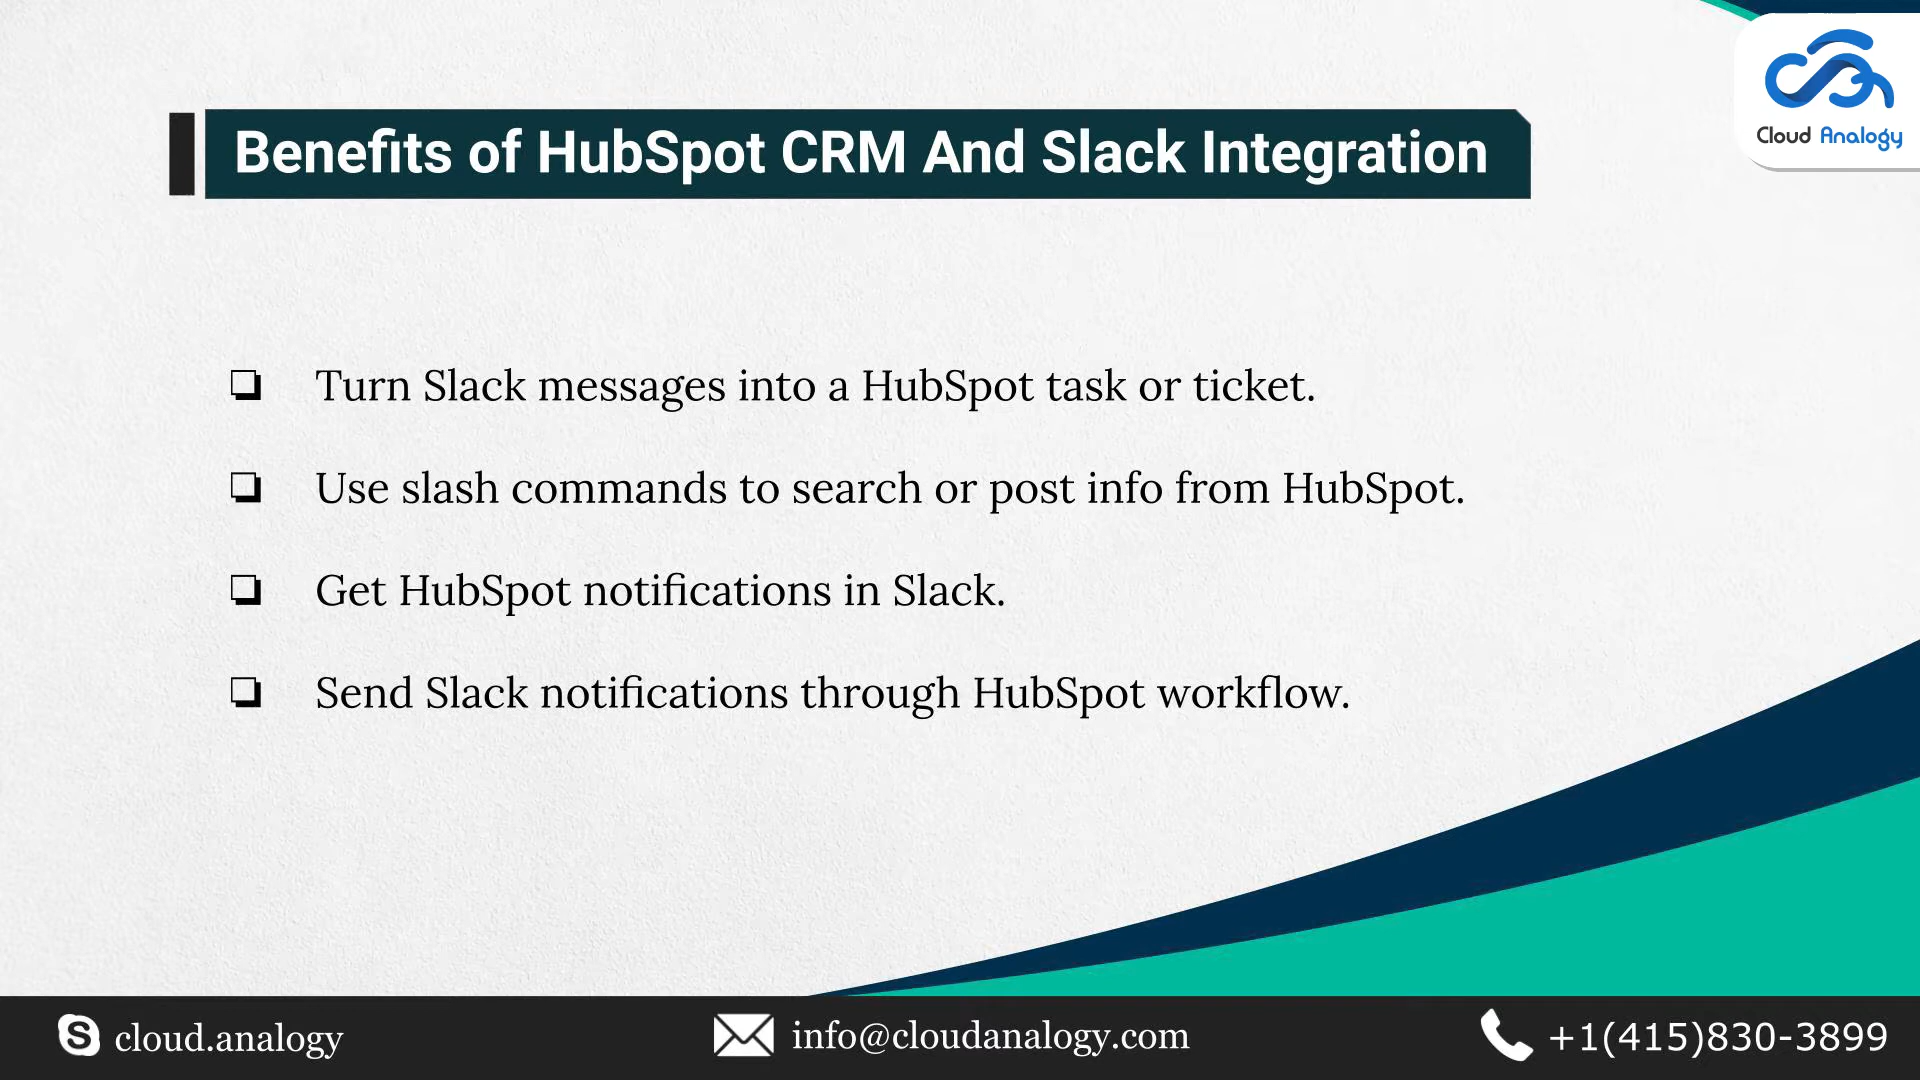 Cloud Analogy
Benefits of HubSpot CRM And Slack Integration
❏ Turn Slack messages into a HubSpot task or ticket.
❏ Use slash commands to search or post info from HubSpot.
❏ Get HubSpot notifications in Slack.
❏ Send Slack notifications through HubSpot workflow.
cloud.analogy
info@cloudanalogy.com
+1(415)830-3899